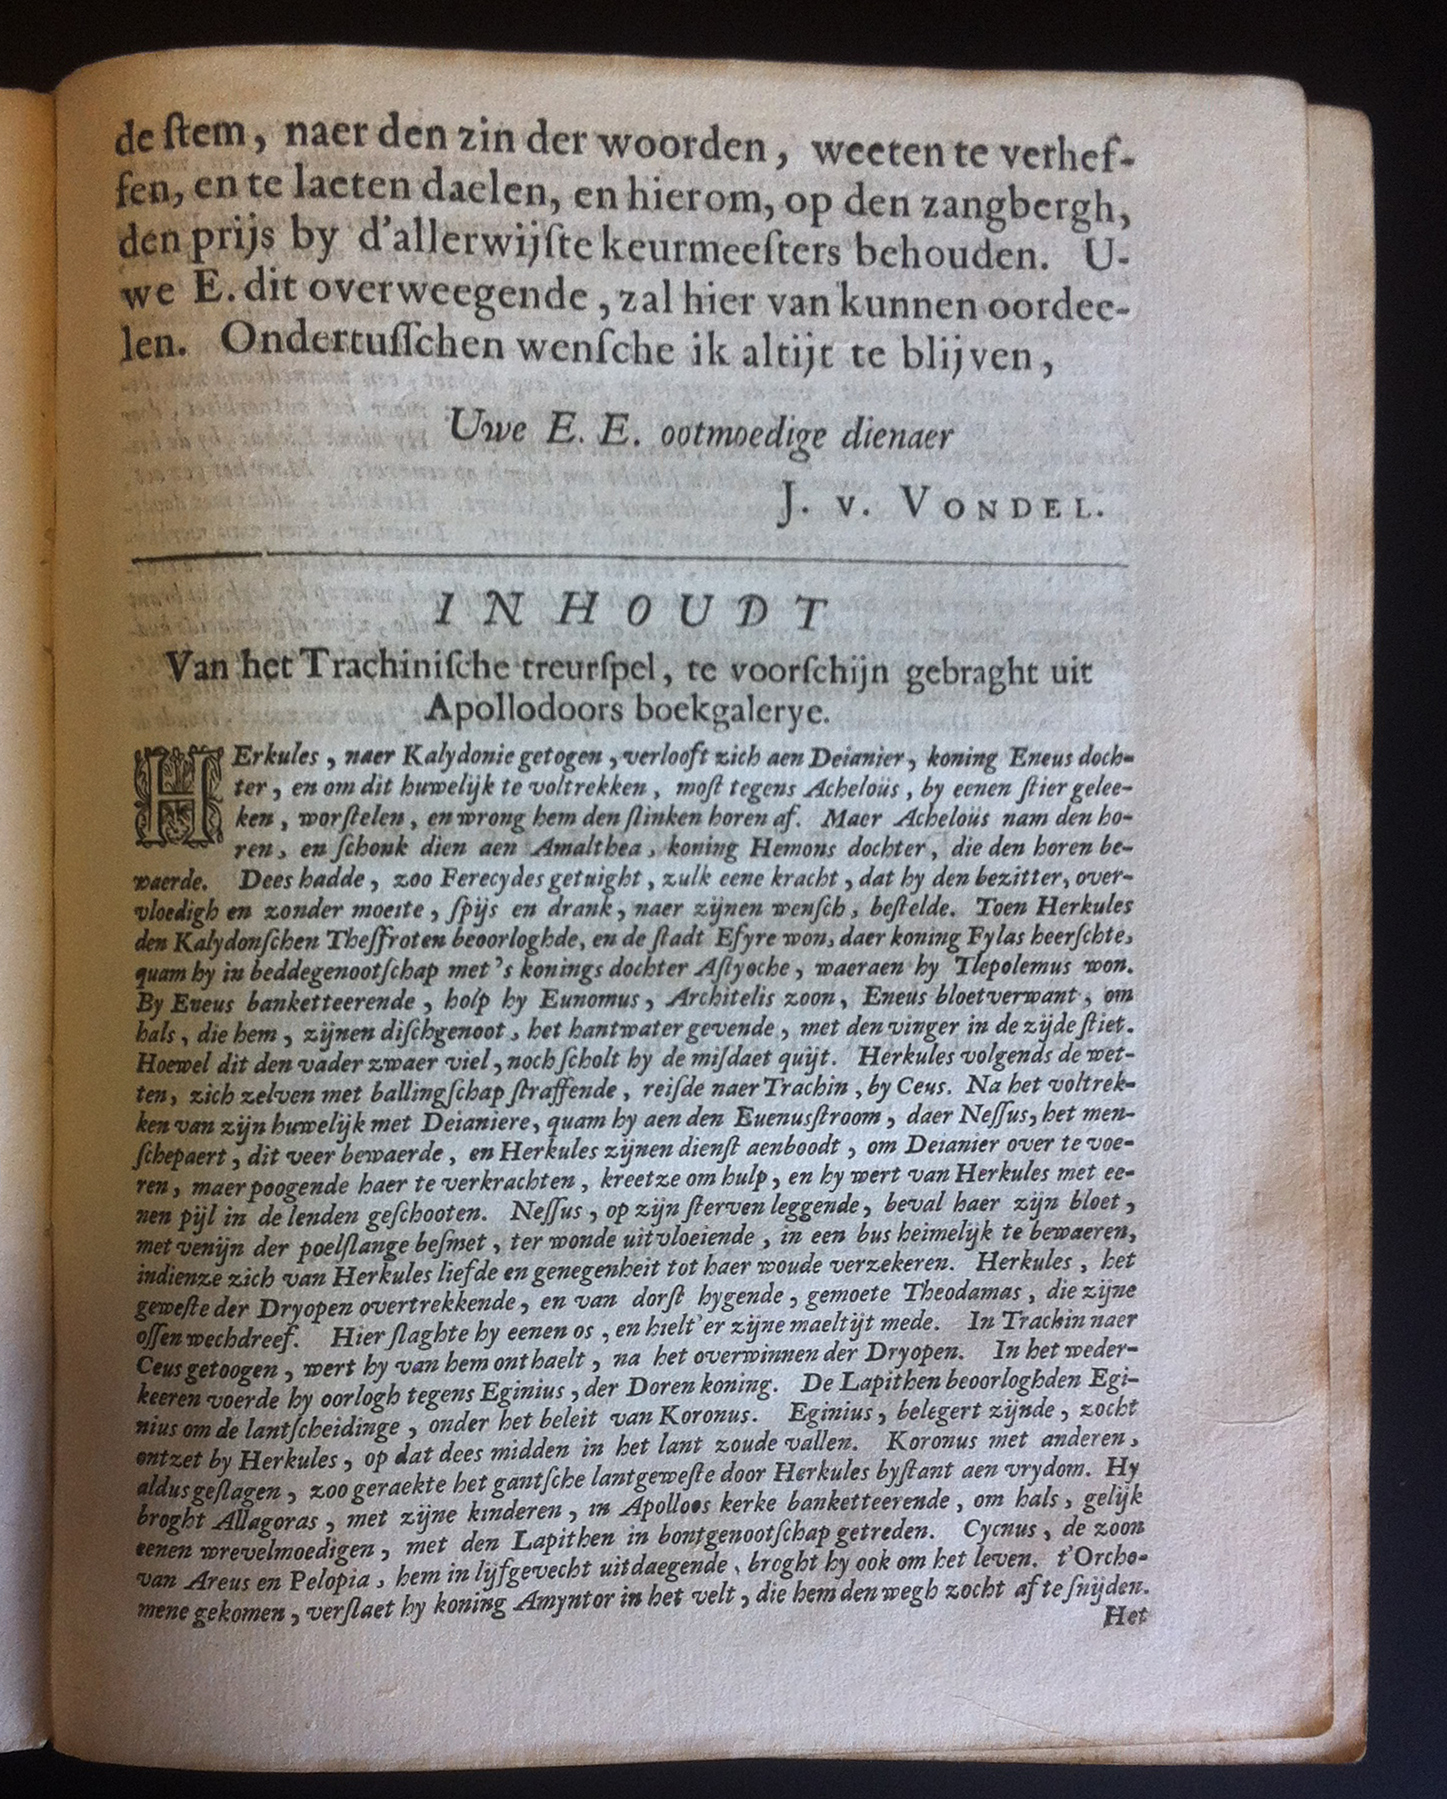 de ſtem, naer den zin der woorden, weeten te verhef-
fen, en te laeten daelen, en hierom, op den zangbergh,
den prijs by d'allerwijſte keurmeeſters behouden. U-
we E. dit overweegende, zal hier van kunnen oordee-
len. Ondertuſſchen wenſche ik altijt te blijven,
Uwe E. E. ootmoedige dienaer
J. v. VONDEL.
INHOUDT
Van het Trachiniſche treurſpel, te voorſchijn gebraght uit
Apollodoors boekgalerye.
HErkules, naer Kalydonie getogen, verlooft zich aen Deianier, koning Eneus doch-
ter, en om dit huwelijk te voltrekken, moſt tegens Acheloüs, by eenen ſtier gelee-
ken, worſtelen, en wrong hem den ſlinken horen af. Maer Acheloüs nam den ho-
ren, en ſchonk dien aen Amalthea, koning Hemons dochter, die den horen be-
waerde. Dees hadde, zoo Ferecydes getuight, zulk eene kracht, dat hy den bezitter, over-
vloedigh en zonder moeite, ſpijs en drank, naer zijnen wenſch, beſtelde. Toen Herkules
den Kalydonſchen Theſſroten beoorloghde, en de ſtadt Efyre won, daer koning Fylas heerſchte,
quam hy in beddegenootſchap met 's konings dochter Aſtyoche, waeraen hy Tlepolemus won.
By Eneus banketteerende, holp hy Eunomus, Architelis zoon, Eneus bloetverwant, om
hals, die hem, zijnen diſchgenoot, het hantwater gevende, met den vinger in de zijde ſtiet.
Hoewel dit den vader zwaer viel, noch ſcholt hy de miſdaet quijt. Herkules volgends de wet-
ten, zich zelven met ballingſchap ſtraffende, reiſde naer Trachin, by Ceus. Na het voltrek-
ken van zijn huwelijk met Deianiere, quam hy aen den Euenusſtroom, daer Neſſus, het men-
ſchepaert, dit veer bewaerde, en Herkules zijnen dienſt aenboodt, om Deianier over te voe-
ren, maer poogende haer te verkrachten, kreetze om hulp, en hy wert van Herkules met ee-
nen pijl in de lenden geſchooten. Neſſus, op zijn ſterven leggende, beval haer zijn bloet,
met venijn der poelſlange beſmet, ter wonde uitvloeiende, in een bus heimelijk te bewaeren,
indienze zich van Herkules liefde en genegenheit tot haer woude verzekeren. Herkules, het
geweſte der Dryopen overtrekkende, en van dorſt hygende, gemoete Theodamas, die zijne
oſſen wechdreef. Hier ſlaghte hy eenen os, en hielt'er zijne maeltijt mede. In Trachin naer
Ceus getoogen, wert hy van hem onthaelt, na het overwinnen der Dryopen. In het weder-
keeren voerde hy oorlogh tegens Eginius, der Doren koning. De Lapithen beoorloghden Egi-
nius om de lantſcheidinge, onder het beleit van Koronus. Eginius, belegert zijnde, zocht
ontzet by Herkules, op dat dees midden in het lant zoude vallen. Koronus met anderen,
aldus geſlagen, zoo geraekte het gantſche lantgeweſte door Herkules byſtant aen vrydom. Hy
broght Allagoras, met zijne kinderen, in Apolloos kerke banketteerende, om hals, gelijk
eenen wrevelmoedigen, met den Lapithen in bontgenootſchap getreden. Cycnus, de zoon
van Areus en Pelopia, hem in lijfgevecht uitdaegende, broght hy ook om het leven. t'Orcho-
mene gekomen, verſlaet hy koning Amyntor in het velt, die hem den wegh zocht af te ſnijden.
Het